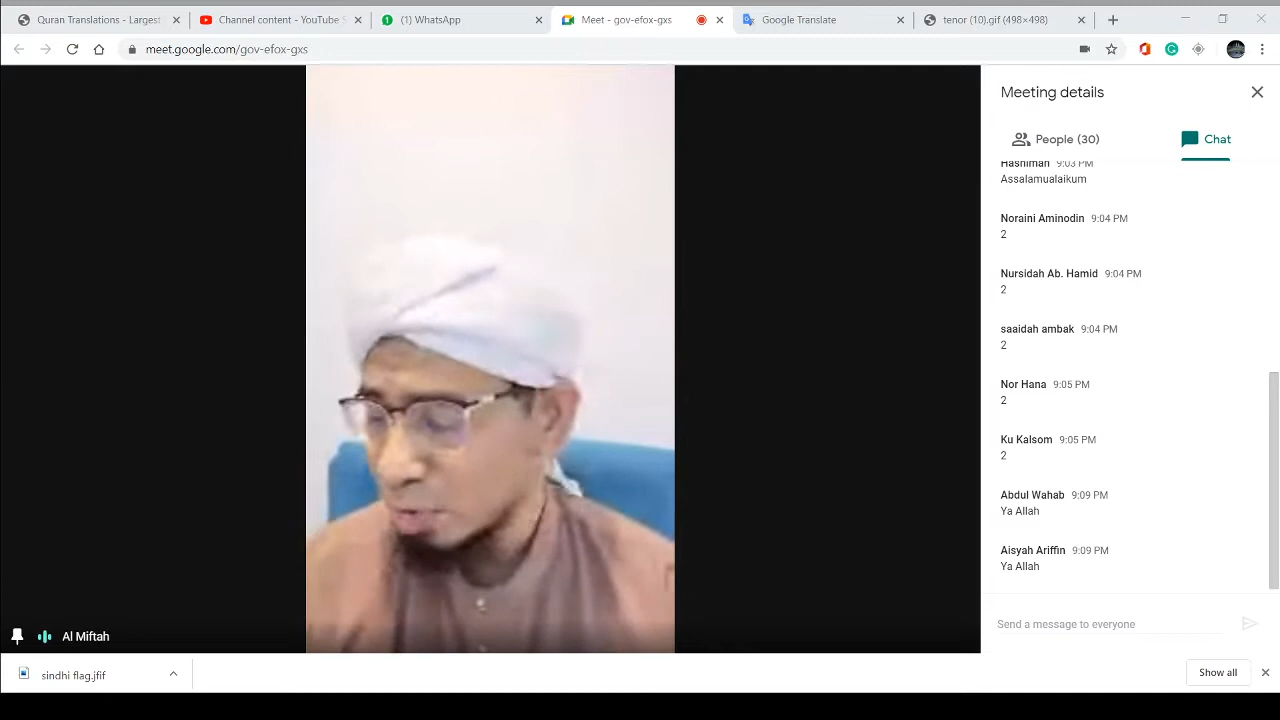 Quran Translations - Largest
Channel content - YouTube S
(1) WhatsApp
Meet - gov-efox-gxs
Google Translate
tenor (10).gif (498×498)
meet.google.com/gov-efox-gxs
Meeting details
People (30)
Chat
Hashiman 9:03 PM
Assalamualaikum
Noraini Aminodin 9:04 PM
2
Nursidah Ab. Hamid 9:04 PM
2
saaidah ambak 9:04 PM
2
Nor Hana 9:05 PM
2
Ku Kalsom 9:05 PM
2
Abdul Wahab 9:09 PM
Ya Allah
Aisyah Ariffin 9:09 PM
Ya Allah
Send a message to everyone
Al Miftah
sindhi flag.jfif
Show all